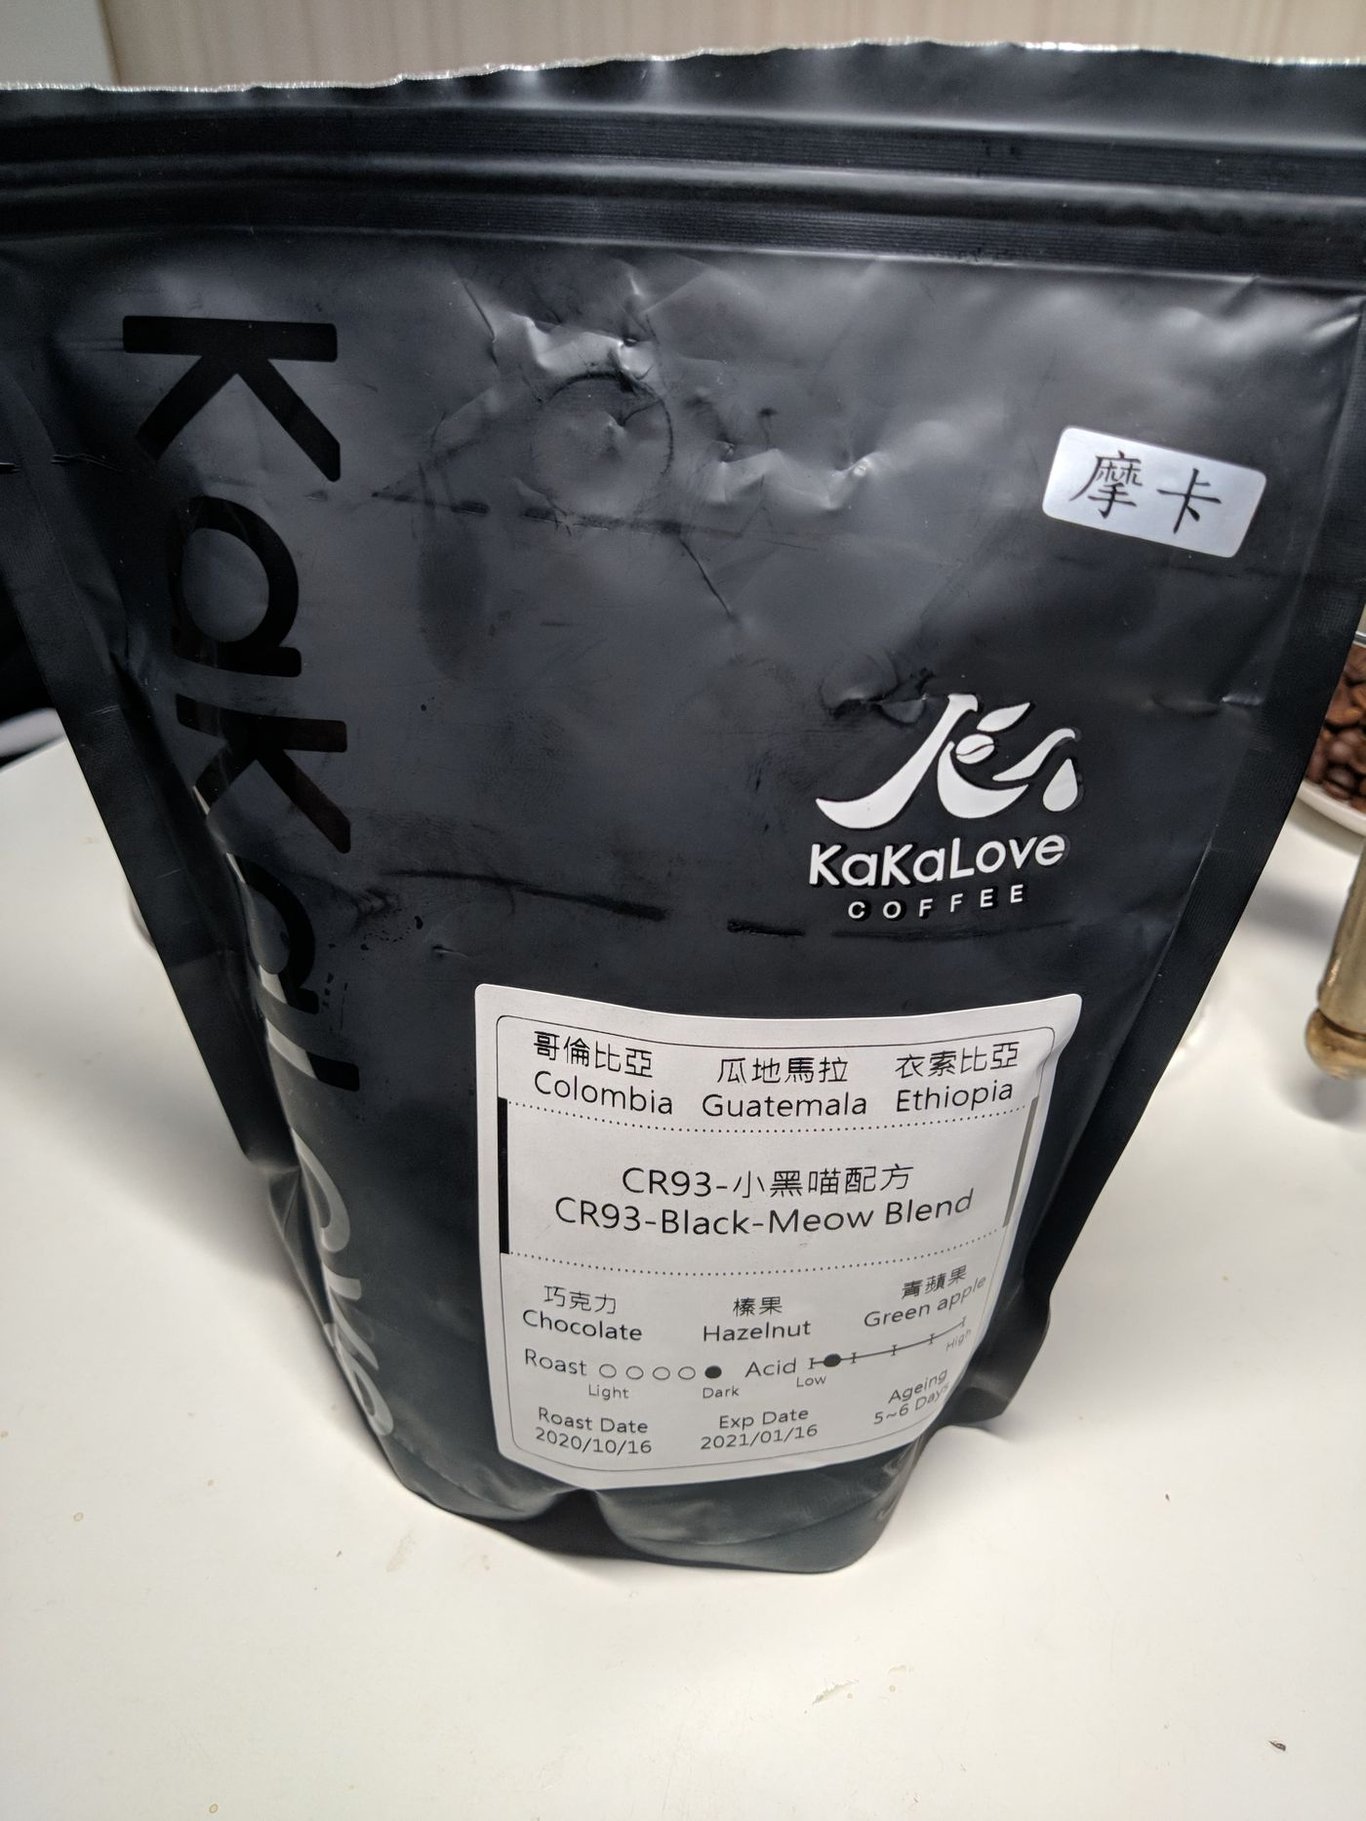 KaKaLove
摩卡
KaKaLove
COFFEE
哥倫比亞 瓜地馬拉 衣索比亞
Colombia Guatemala Ethiopia
CR93-小黑喵配方
CR93-Black-Meow Blend
巧克力 榛果 青蘋果
Chocolate Hazelnut Green apple
Roast Acid
Light Dark Low High
Roast Date Exp Date Ageing
2020/10/16 2021/01/16 5~6 Days